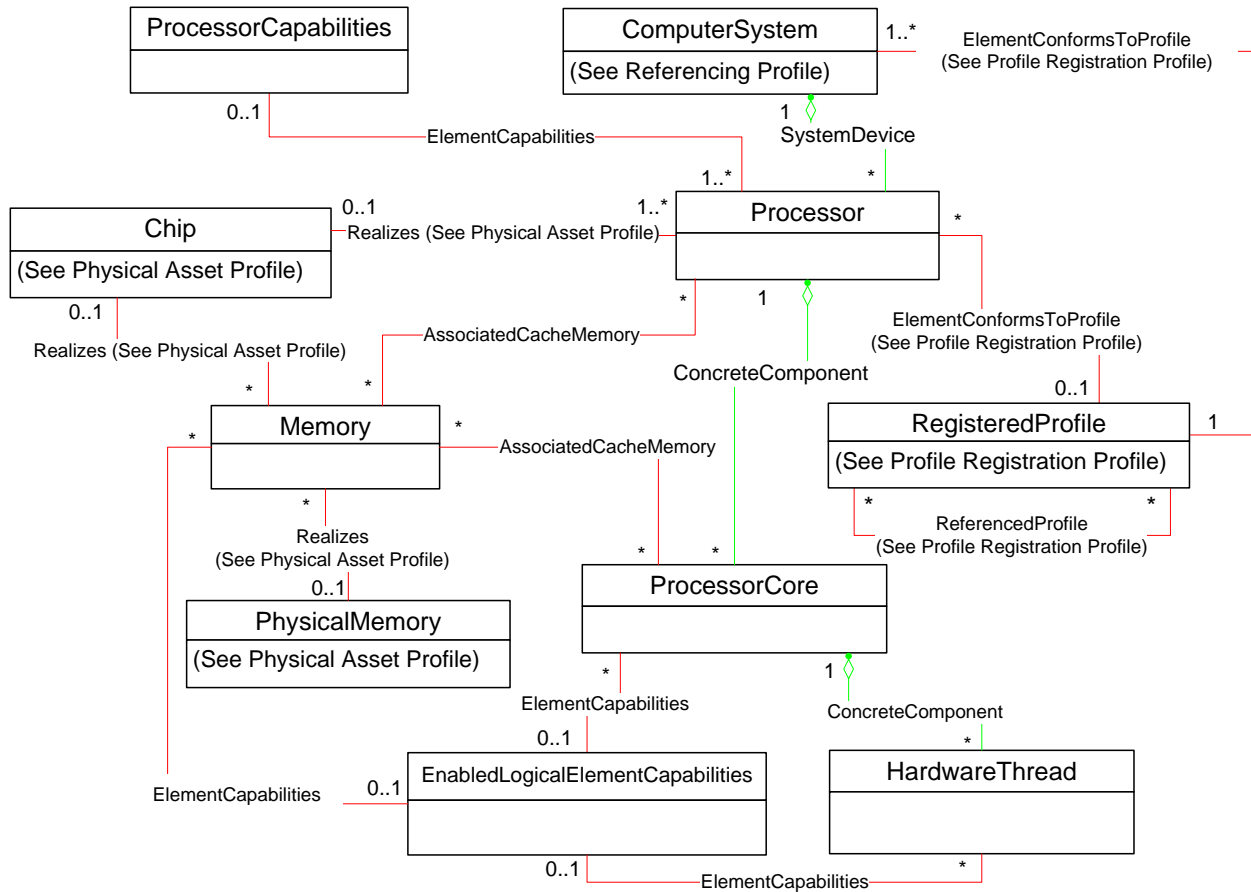 ProcessorCapabilities
ComputerSystem
(See Referencing Profile)
1..*
ElementConformsToProfile
(See Profile Registration Profile)
0..1
1
ElementCapabilities
SystemDevice
1..*
*
0..1
1..*
Processor
*
Chip
Realizes (See Physical Asset Profile)
(See Physical Asset Profile)
0..1
*
1
ElementConformsToProfile
(See Profile Registration Profile)
AssociatedCacheMemory
Realizes (See Physical Asset Profile)
ConcreteComponent
*
*
0..1
Memory
*
*
RegisteredProfile
1
AssociatedCacheMemory
(See Profile Registration Profile)
*
*
*
Realizes
(See Physical Asset Profile)
ReferencedProfile
(See Profile Registration Profile)
*
*
0..1
ProcessorCore
PhysicalMemory
(See Physical Asset Profile)
*
1
ElementCapabilities
ConcreteComponent
0..1
*
EnabledLogicalElementCapabilities
HardwareThread
ElementCapabilities
0..1
0..1
*
ElementCapabilities